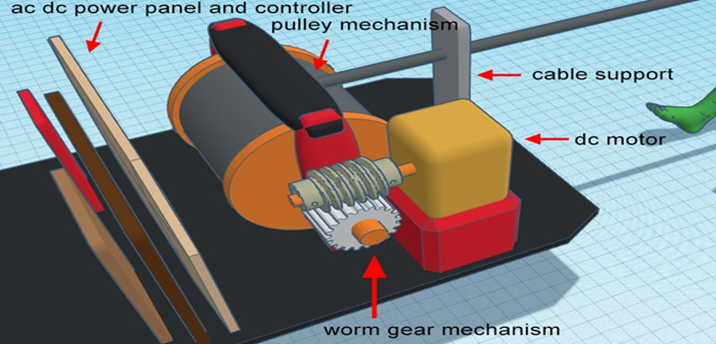 ac dc power panel and controller
pulley mechanism
cable support
dc motor
worm gear mechanism